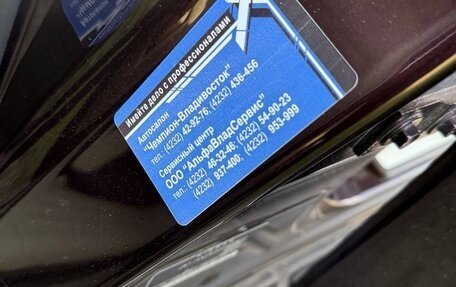 Имейте дело с профессионалами
Автосалон
"Чемпион-Владивосток"
тел. (4232) 42-92-76; (4232) 436-456
Сервисный центр
ООО "АльфаВладСервис"
тел.: (4232) 46-32-46; (4232) 54-90-23
(4232) 937-400; (4232) 953-999